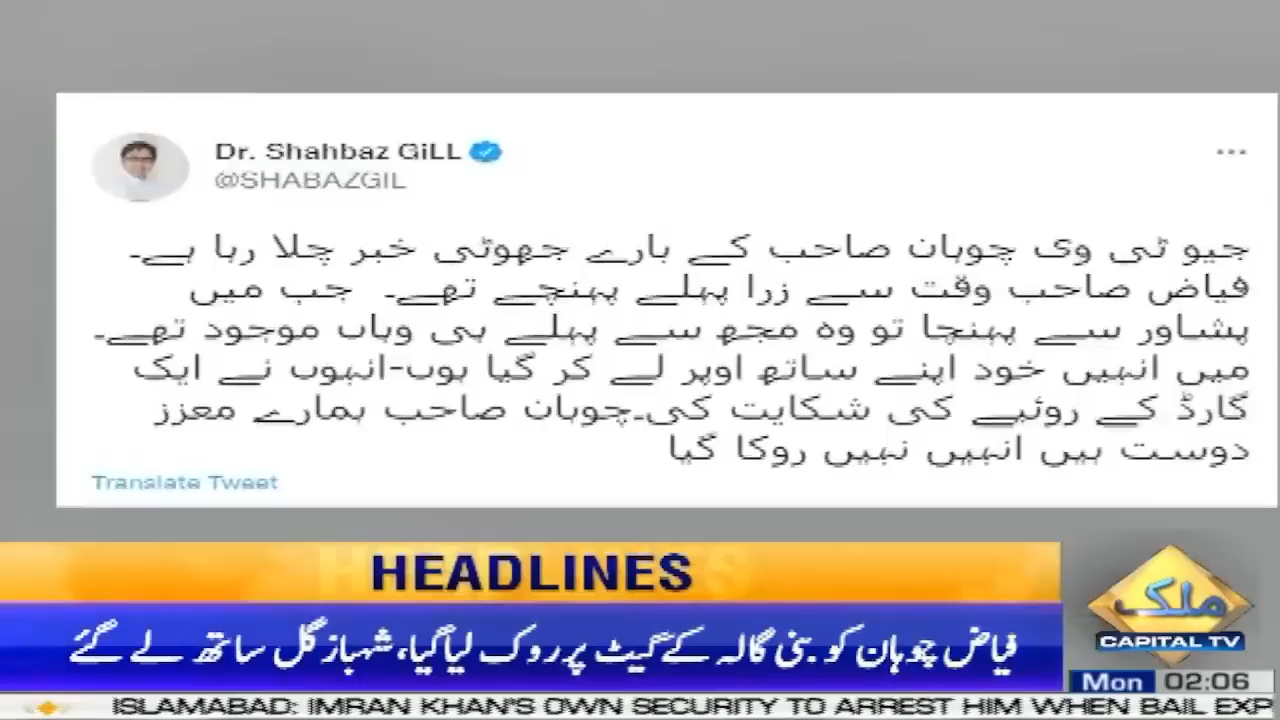 Dr. Shahbaz GiLL
@SHABAZGIL
جیو ٹی وی چوہان صاحب کے بارے جھوٹی خبر چلا رہا ہے۔
فیاض صاحب وقت سے زرا پہلے پہنچے تھے۔ جب میں
پشاور سے پہنچا تو وہ مجھ سے پہلے ہی وہاں موجود تھے۔
میں انہیں خود اپنے ساتھ اوپر لے کر گیا ہوں-انہوں نے ایک
گارڈ کے روئیے کی شکایت کی۔چوہان صاحب ہمارے معزز
دوست ہیں انہیں نہیں روکا گیا
Translate Tweet
HEADLINES
فیاض چوہان کو بنی گالہ کے گیٹ پر روک لیا گیا، شہباز گل ساتھ لے گئے
ملک
CAPITAL TV
Mon 02:06
ISLAMABAD: IMRAN KHAN'S OWN SECURITY TO ARREST HIM WHEN BAIL EXP